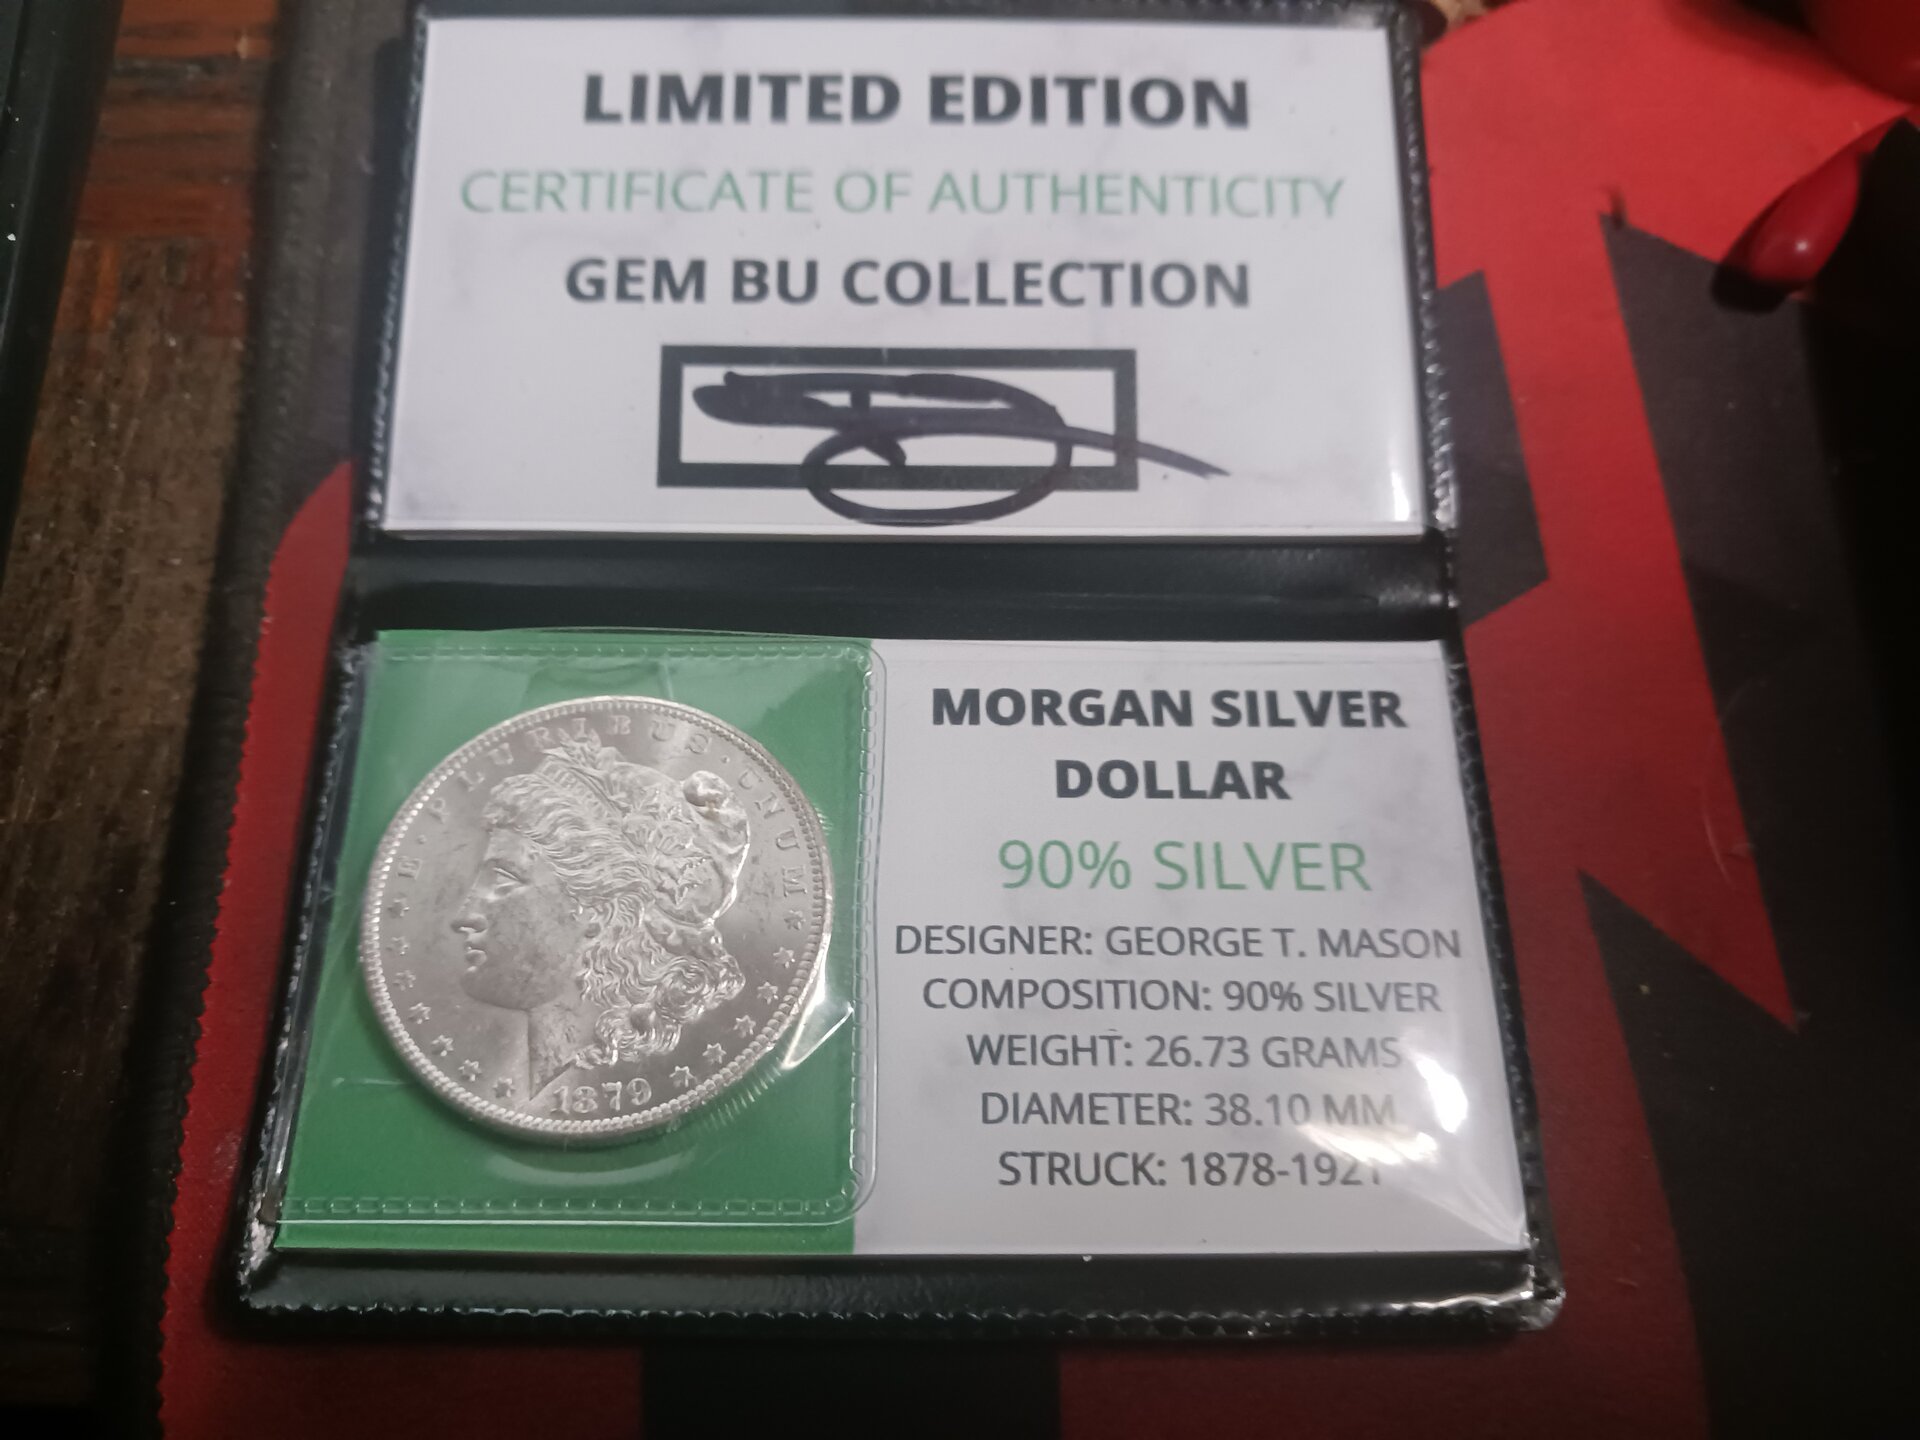 LIMITED EDITION
CERTIFICATE OF AUTHENTICITY
GEM BU COLLECTION
E·PLURIBUS·UNUM
1879
MORGAN SILVER
DOLLAR
90% SILVER
DESIGNER: GEORGE T. MASON
COMPOSITION: 90% SILVER
WEIGHT: 26.73 GRAMS
DIAMETER: 38.10 MM
STRUCK: 1878-1921